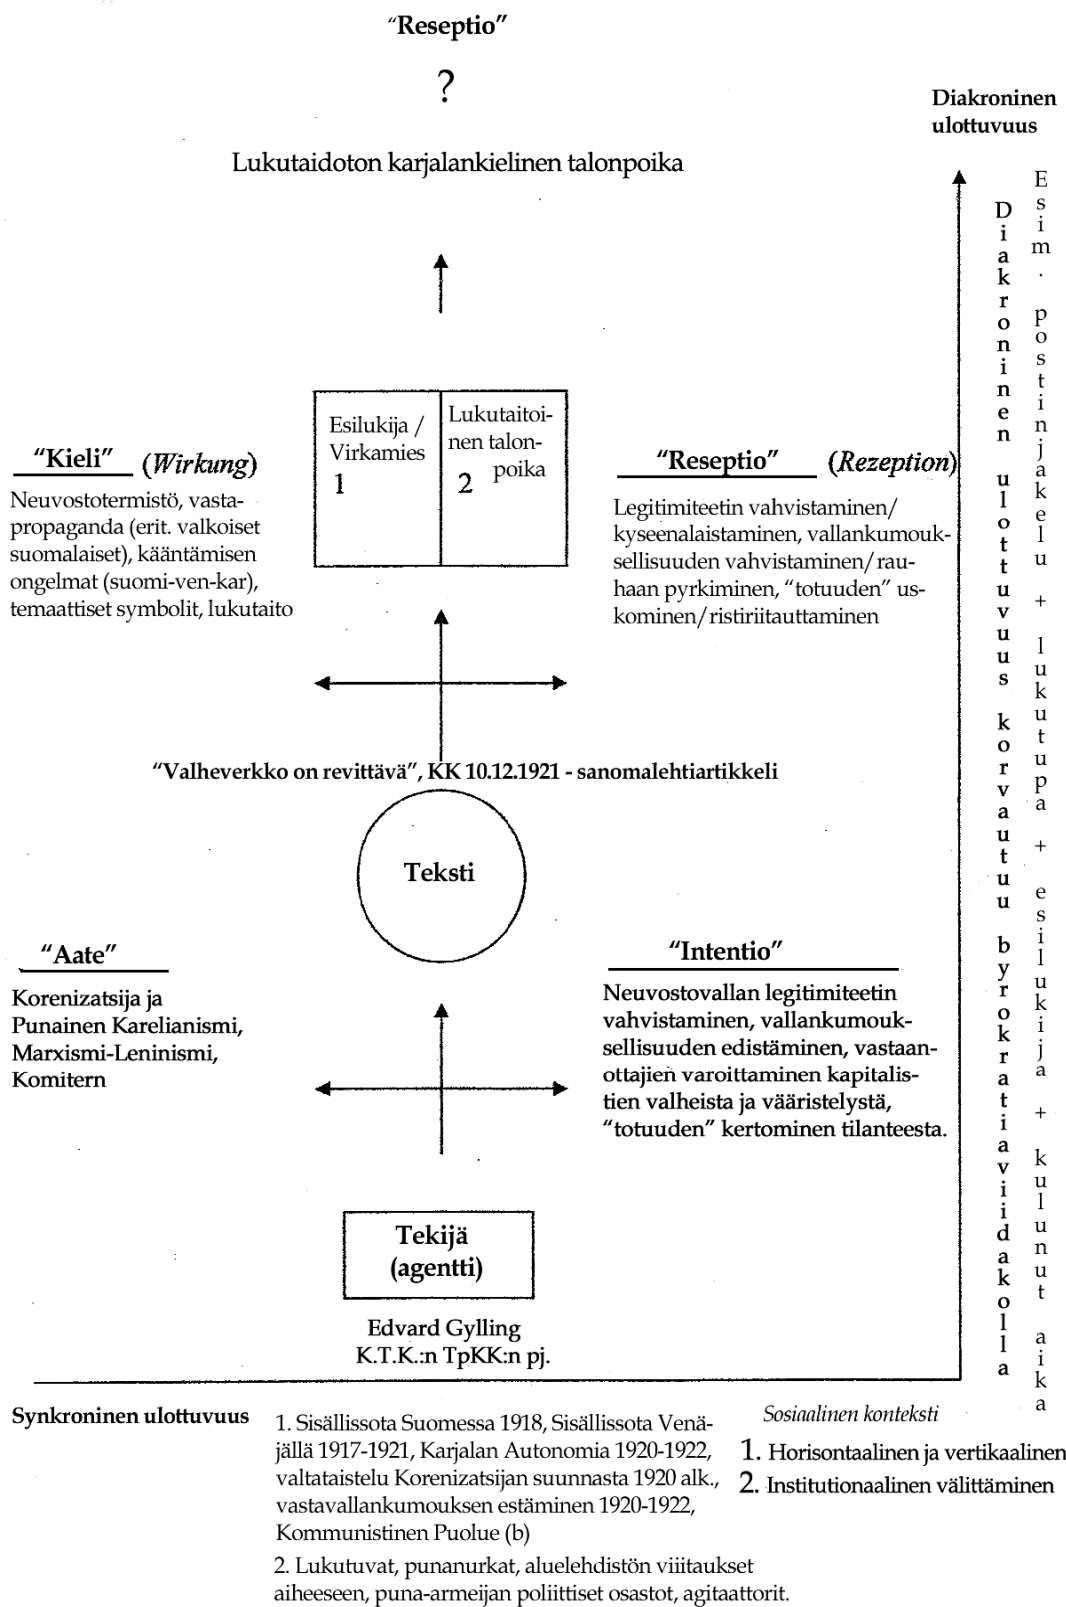 “Reseptio”
?
Diakroninen
ulottuvuus
Lukutaidoton karjalankielinen talonpoika
Esilukija /
Virkamies
1
Lukutaitoi-
nen talon-
poika
2
“Kieli” (Wirkung)
Neuvostotermistö, vasta-
propaganda (erit. valkoiset
suomalaiset), kääntämisen
ongelmat (suomi-ven-kar),
temaattiset symbolit, lukutaito
“Reseptio” (Rezeption)
Legitimiteetin vahvistaminen/
kyseenalaistaminen, vallankumouk-
sellisuuden vahvistaminen/rau-
haan pyrkiminen, “totuuden” us-
kominen/ristiriitauttaminen
“Valheverkko on revittävä”, KK 10.12.1921 - sanomalehtiartikkeli
Teksti
“Aate”
Korenizatsija ja
Punainen Karelianismi,
Marxismi-Leninismi,
Komitern
“Intentio”
Neuvostovallan legitimiteetin
vahvistaminen, vallankumouk-
sellisuuden edistäminen, vastaan-
ottajien varoittaminen kapitalis-
tien valheista ja vääristelystä,
“totuuden” kertominen tilanteesta.
Tekijä
(agentti)
Edvard Gylling
K.T.K.:n TpKK:n pj.
Diakroninen ulottuvuus korvautuu byrokratiaviidakolla
Esim. postinjakelu + lukutupa + esilukija + kulunut aika
Synkroninen ulottuvuus
1. Sisällissota Suomessa 1918, Sisällissota Venä-
jällä 1917-1921, Karjalan Autonomia 1920-1922,
valtataistelu Korenizatsijan suunnasta 1920 alk.,
vastavallankumouksen estäminen 1920-1922,
Kommunistinen Puolue (b)
2. Lukutuvat, punanurkat, aluelehdistön viiitaukset
aiheeseen, puna-armeijan poliittiset osastot, agitaattorit.
Sosiaalinen konteksti
1. Horisontaalinen ja vertikaalinen
2. Institutionaalinen välittäminen